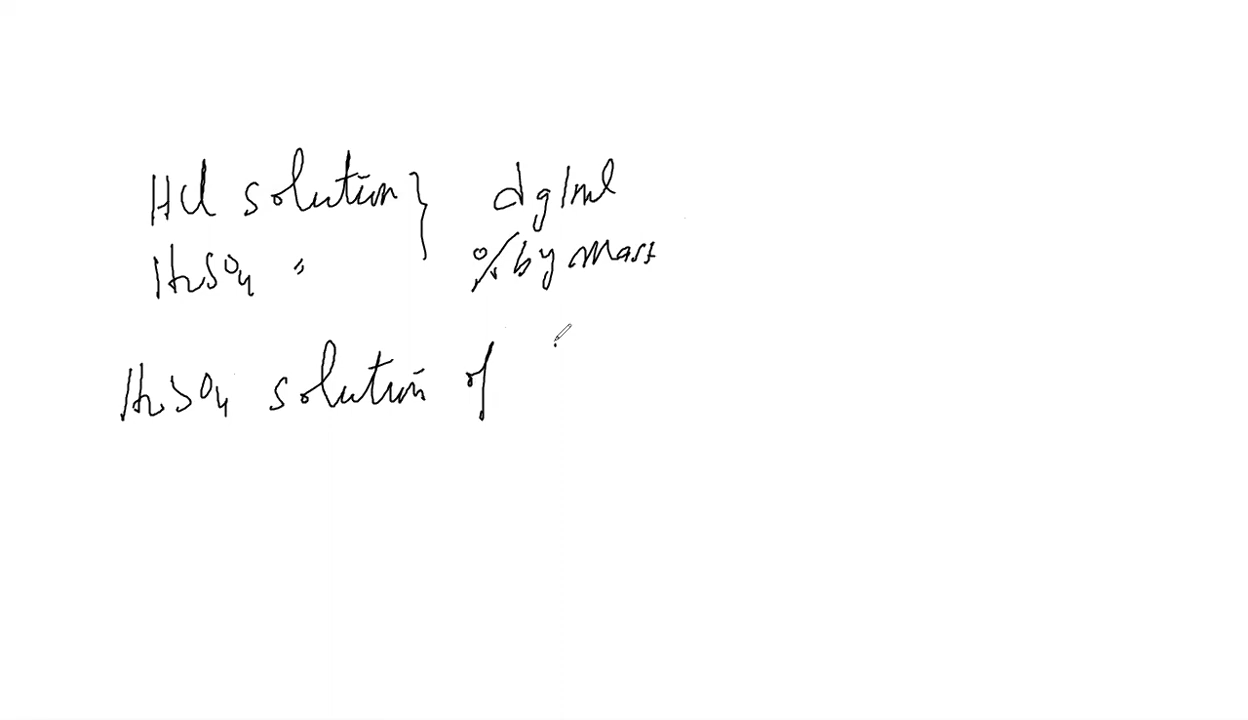 HCl solution } d g/ml
H₂SO₄ " % by mass
H₂SO₄ solution of